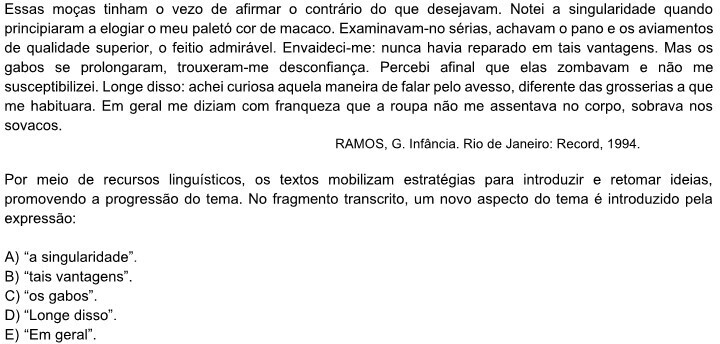 Essas moças tinham o vezo de afirmar o contrário do que desejavam. Notei a singularidade quando
principiaram a elogiar o meu paletó cor de macaco. Examinavam-no sérias, achavam o pano e os aviamentos
de qualidade superior, o feitio admirável. Envaideci-me: nunca havia reparado em tais vantagens. Mas os
gabos se prolongaram, trouxeram-me desconfiança. Percebi afinal que elas zombavam e não me
susceptibilizei. Longe disso: achei curiosa aquela maneira de falar pelo avesso, diferente das grosserias a que
me habituara. Em geral me diziam com franqueza que a roupa não me assentava no corpo, sobrava nos
sovacos.
RAMOS, G. Infância. Rio de Janeiro: Record, 1994.
Por meio de recursos linguísticos, os textos mobilizam estratégias para introduzir e retomar ideias,
promovendo a progressão do tema. No fragmento transcrito, um novo aspecto do tema é introduzido pela
expressão:
A) “a singularidade”.
B) “tais vantagens”.
C) “os gabos”.
D) “Longe disso”.
E) “Em geral”.